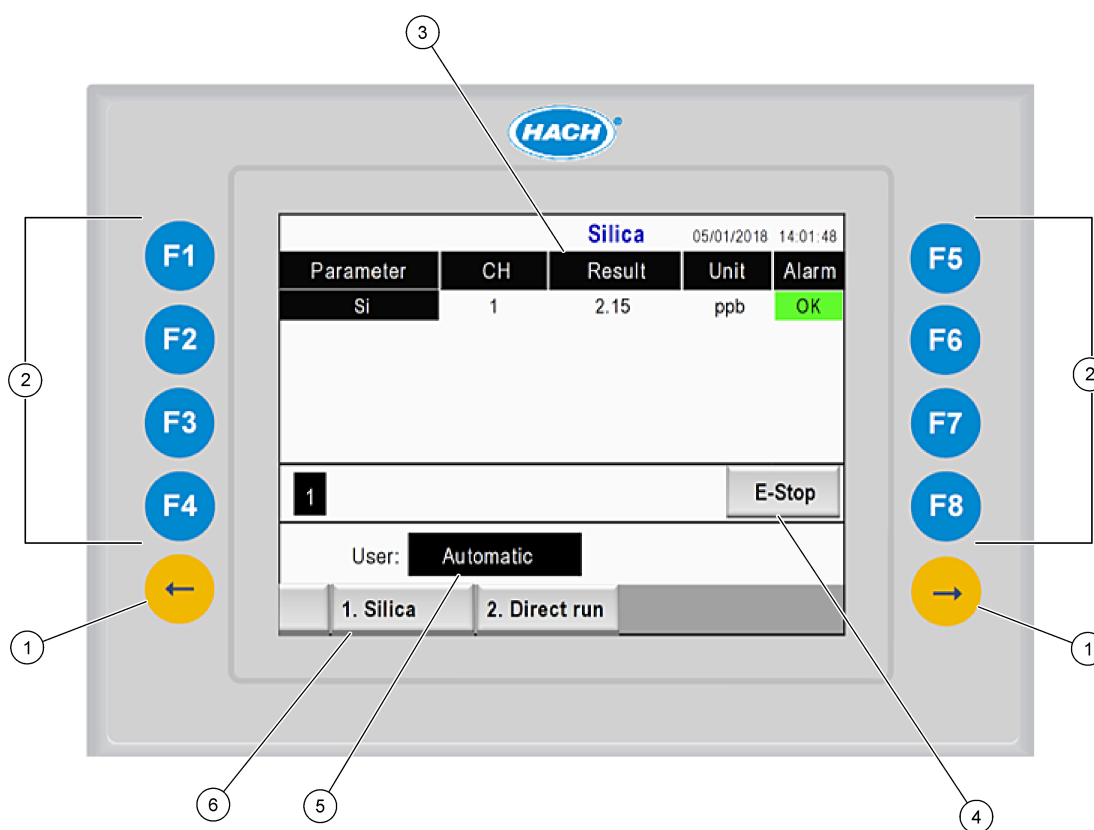 3
HACH
Silica 05/01/2018 14:01:48
Parameter CH Result Unit Alarm
Si 1 2.15 ppb OK
F1
F2
F3
F4
←
F5
F6
F7
F8
→
2
2
1
E-Stop
User: Automatic
1. Silica
2. Direct run
1
1
6
5
4